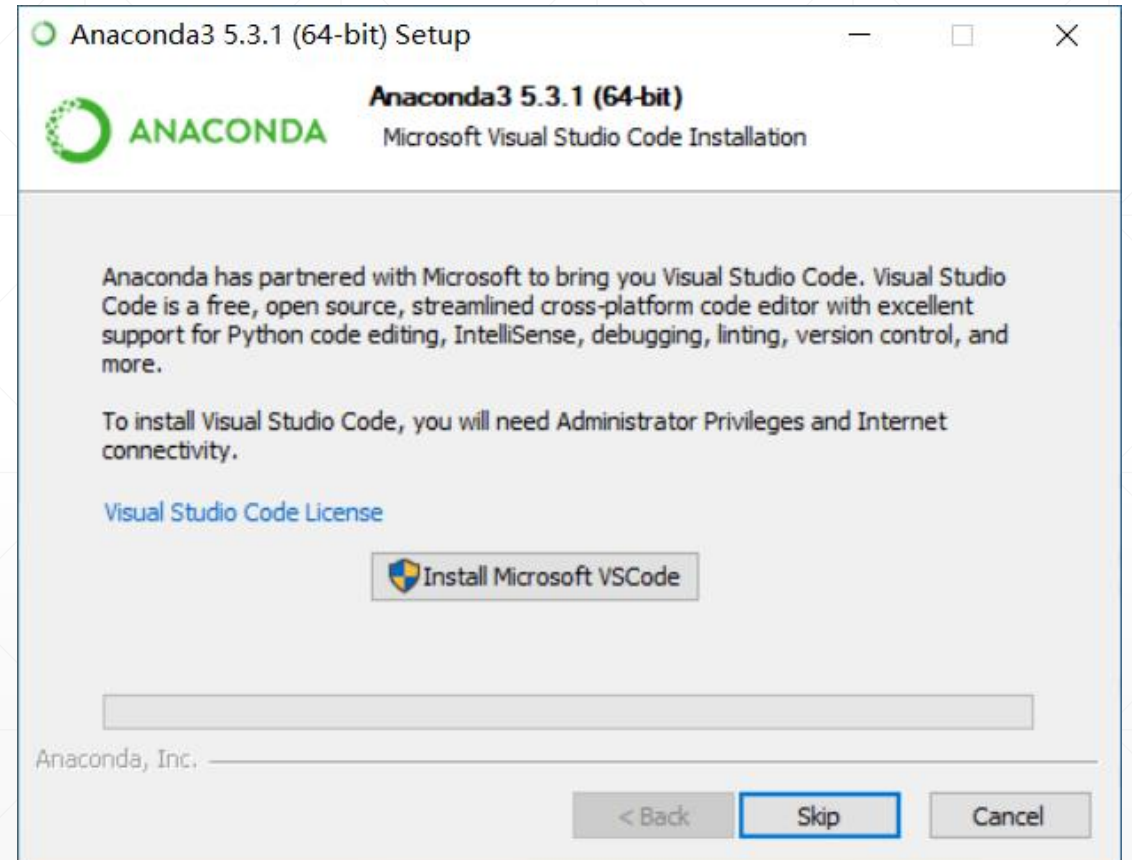 Anaconda3 5.3.1 (64-bit) Setup
ANACONDA
Anaconda3 5.3.1 (64-bit)
Microsoft Visual Studio Code Installation
Anaconda has partnered with Microsoft to bring you Visual Studio Code. Visual Studio
Code is a free, open source, streamlined cross-platform code editor with excellent
support for Python code editing, IntelliSense, debugging, linting, version control, and
more.
To install Visual Studio Code, you will need Administrator Privileges and Internet
connectivity.
Visual Studio Code License
Install Microsoft VSCode
Anaconda, Inc.
< Back
Skip
Cancel